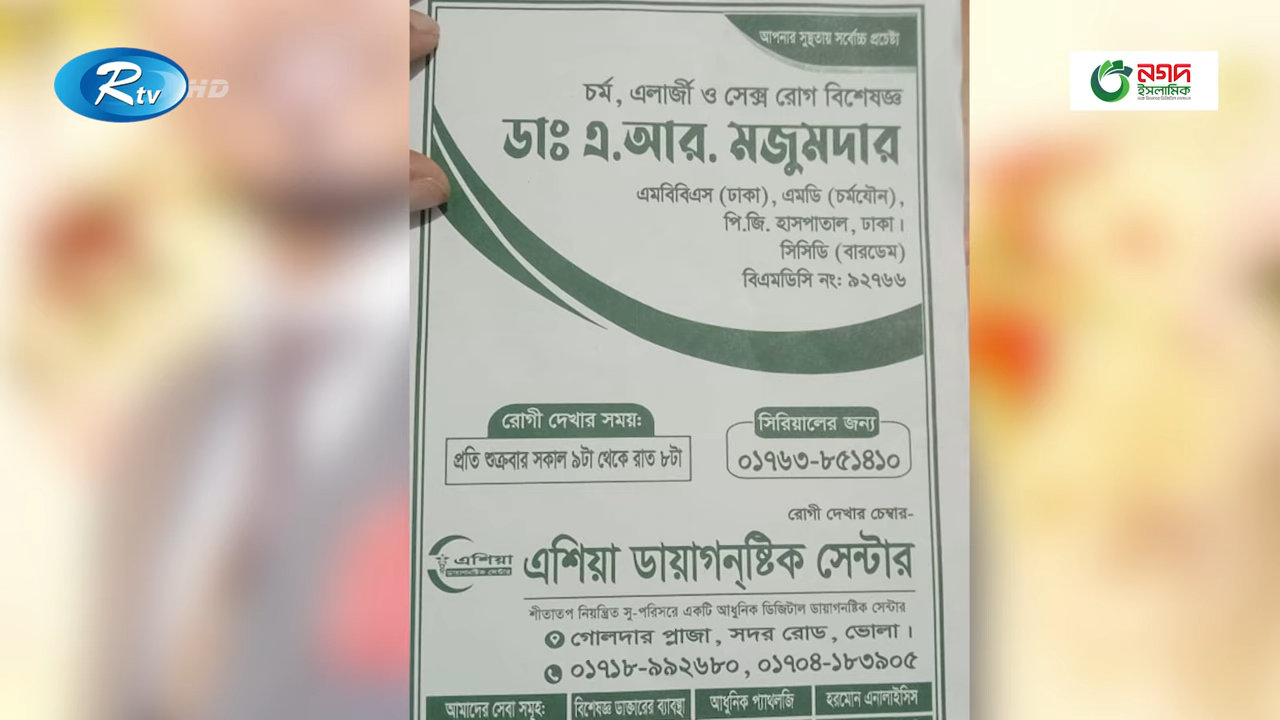 Rtv HD
নগদ
ইসলামিক
আপনার সুস্থতায় সর্বোচ্চ প্রচেষ্টা
চর্ম, এলার্জী ও সেক্স রোগ বিশেষজ্ঞ
ডাঃ এ.আর. মজুমদার
এমবিবিএস (ঢাকা), এমডি (চর্মযৌন),
পি.জি. হাসপাতাল, ঢাকা।
সিসিডি (বারডেম)
বিএমডিসি নং: ৯২৭৬৬
রোগী দেখার সময়:
প্রতি শুক্রবার সকাল ৯টা থেকে রাত ৮টা
সিরিয়ালের জন্য
০১৭৬৩-৮৫১৪১০
রোগী দেখার চেম্বার-
এশিয়া
ডায়াগনষ্টিক সেন্টার
এশিয়া ডায়াগন্ষ্টিক সেন্টার
শীতাতপ নিয়ন্ত্রিত সু-পরিসরে একটি আধুনিক ডিজিটাল ডায়াগনষ্টিক সেন্টার
গোলদার প্লাজা, সদর রোড, ভোলা।
০১৭১৮-৯৯২৬৮০, ০১৭০৪-১৮৩৯০৫
আমাদের সেবা সমূহ: বিশেষজ্ঞ ডাক্তারের ব্যাবস্থা আধুনিক প্যাথলজি হরমোন এনালাইসিস